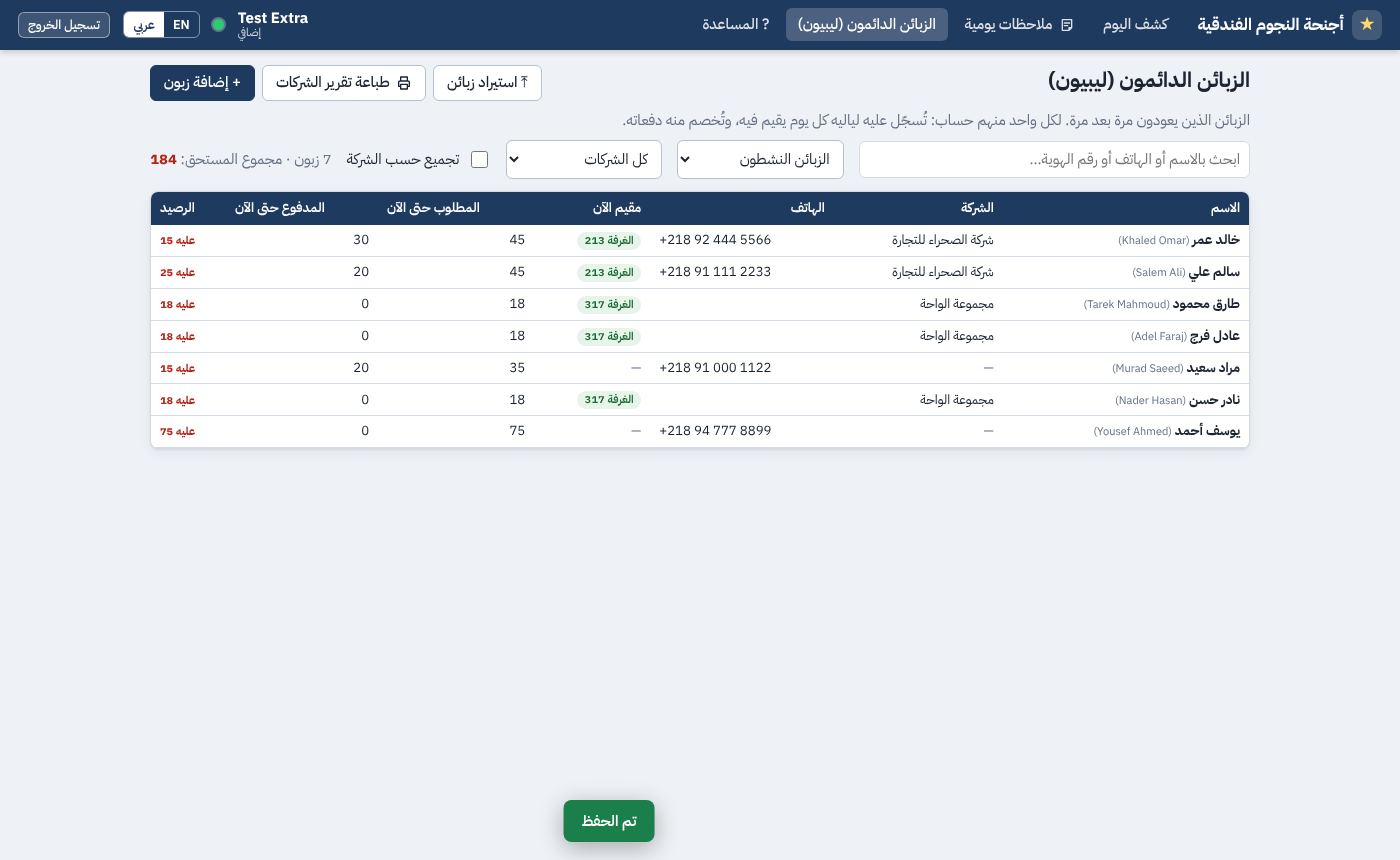 ★ أجنحة النجوم الفندقية كشف اليوم ملاحظات يومية الزبائن الدائمون (ليبيون) ? المساعدة Test Extra إضافي EN عربي تسجيل الخروج
الزبائن الدائمون (ليبيون) ⤒ استيراد زبائن طباعة تقرير الشركات + إضافة زبون
الزبائن الذين يعودون مرة بعد مرة. لكل واحد منهم حساب: تُسجّل عليه لياليه كل يوم يقيم فيه، وتُخصم منه دفعاته.
ابحث بالاسم أو الهاتف أو رقم الهوية... الزبائن النشطون كل الشركات تجميع حسب الشركة 7 زبون · مجموع المستحق: 184
الاسم الشركة الهاتف مقيم الآن المطلوب حتى الآن المدفوع حتى الآن الرصيد
خالد عمر (Khaled Omar) شركة الصحراء للتجارة +218 92 444 5566 الغرفة 213 45 30 عليه 15
سالم علي (Salem Ali) شركة الصحراء للتجارة +218 91 111 2233 الغرفة 213 45 20 عليه 25
طارق محمود (Tarek Mahmoud) مجموعة الواحة الغرفة 317 18 0 عليه 18
عادل فرج (Adel Faraj) مجموعة الواحة الغرفة 317 18 0 عليه 18
مراد سعيد (Murad Saeed) — +218 91 000 1122 — 35 20 عليه 15
نادر حسن (Nader Hasan) مجموعة الواحة الغرفة 317 18 0 عليه 18
يوسف أحمد (Yousef Ahmed) — +218 94 777 8899 — 75 0 عليه 75
تم الحفظ